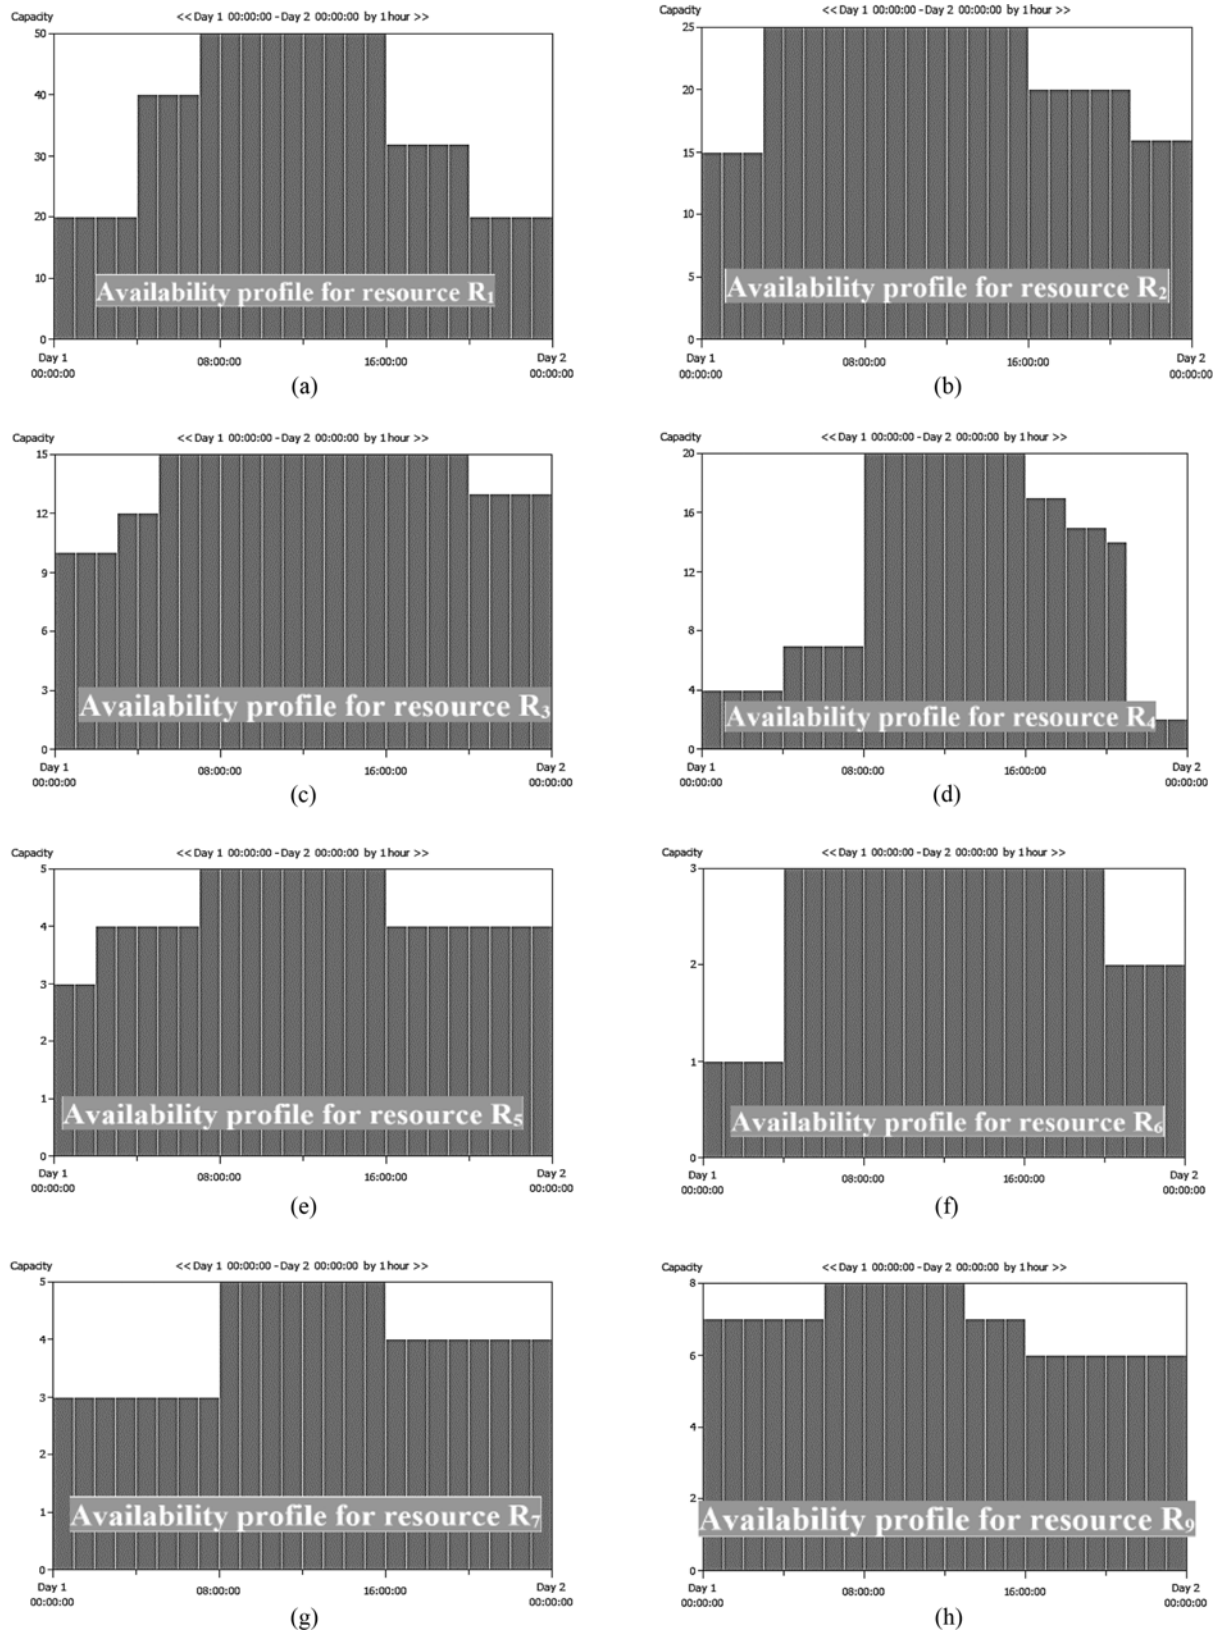 Capacity << Day 1 00:00:00 - Day 2 00:00:00 by 1 hour >>
50
40
30
20
10
0
Availability profile for resource R₁
Day 1 00:00:00 08:00:00 16:00:00 Day 2 00:00:00
(a)
Capacity << Day 1 00:00:00 - Day 2 00:00:00 by 1 hour >>
25
20
15
10
5
0
Availability profile for resource R₂
Day 1 00:00:00 08:00:00 16:00:00 Day 2 00:00:00
(b)
Capacity << Day 1 00:00:00 - Day 2 00:00:00 by 1 hour >>
15
12
9
6
3
0
Availability profile for resource R₃
Day 1 00:00:00 08:00:00 16:00:00 Day 2 00:00:00
(c)
Capacity << Day 1 00:00:00 - Day 2 00:00:00 by 1 hour >>
20
16
12
8
4
0
Availability profile for resource R₄
Day 1 00:00:00 08:00:00 16:00:00 Day 2 00:00:00
(d)
Capacity << Day 1 00:00:00 - Day 2 00:00:00 by 1 hour >>
5
4
3
2
1
0
Availability profile for resource R₅
Day 1 00:00:00 08:00:00 16:00:00 Day 2 00:00:00
(e)
Capacity << Day 1 00:00:00 - Day 2 00:00:00 by 1 hour >>
3
2
1
0
Availability profile for resource R₆
Day 1 00:00:00 08:00:00 16:00:00 Day 2 00:00:00
(f)
Capacity << Day 1 00:00:00 - Day 2 00:00:00 by 1 hour >>
5
4
3
2
1
0
Availability profile for resource R₇
Day 1 00:00:00 08:00:00 16:00:00 Day 2 00:00:00
(g)
Capacity << Day 1 00:00:00 - Day 2 00:00:00 by 1 hour >>
8
6
4
2
0
Availability profile for resource R₉
Day 1 00:00:00 08:00:00 16:00:00 Day 2 00:00:00
(h)